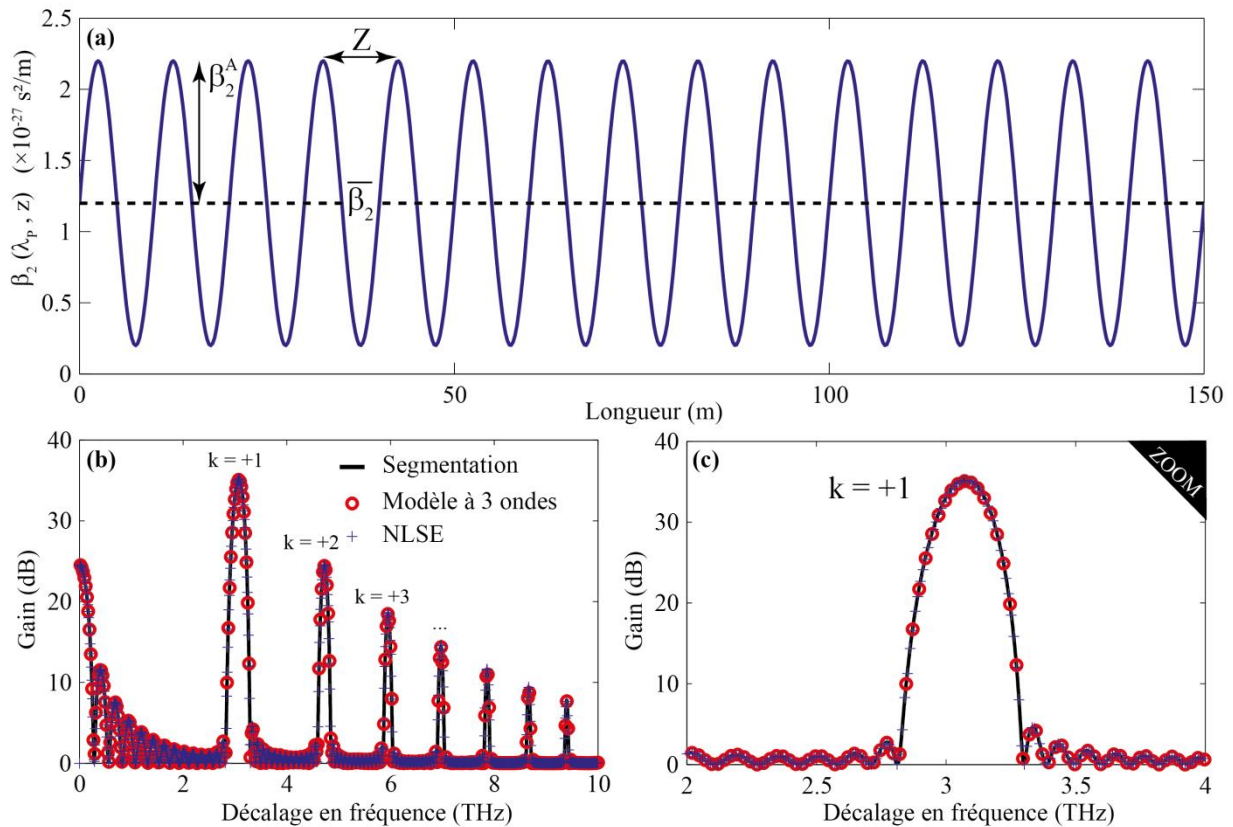 2.5
2
1.5
1
0.5
0
(a)
β₂ᴬ
Z
β̅₂
β₂ (λₚ , z) (×10⁻²⁷ s²/m)
0
50
100
150
Longueur (m)
(b)
40
30
20
10
0
Gain (dB)
k = +1
k = +2
k = +3
...
Segmentation
Modèle à 3 ondes
NLSE
0
2
4
6
8
10
Décalage en fréquence (THz)
(c)
ZOOM
40
30
20
10
0
Gain (dB)
k = +1
2
2.5
3
3.5
4
Décalage en fréquence (THz)